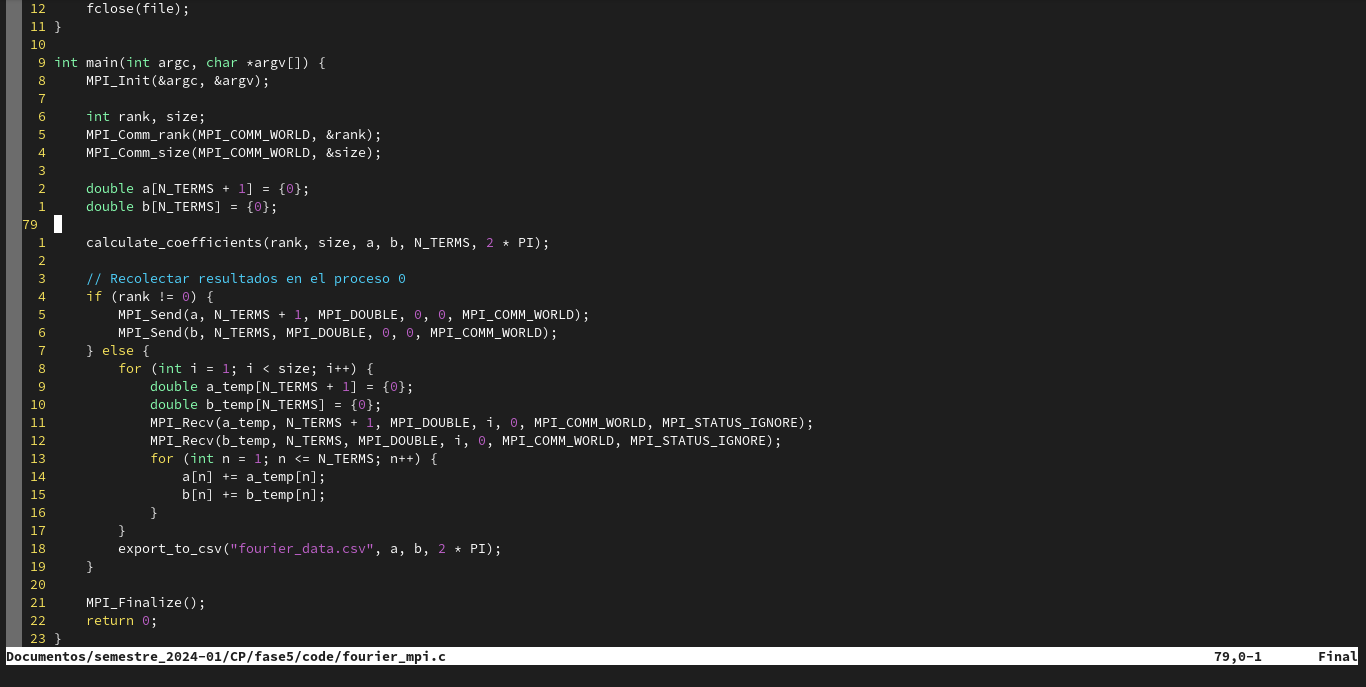 12     fclose(file);
11 }
10
 9 int main(int argc, char *argv[]) {
 8     MPI_Init(&argc, &argv);
 7
 6     int rank, size;
 5     MPI_Comm_rank(MPI_COMM_WORLD, &rank);
 4     MPI_Comm_size(MPI_COMM_WORLD, &size);
 3
 2     double a[N_TERMS + 1] = {0};
 1     double b[N_TERMS] = {0};
79
 1     calculate_coefficients(rank, size, a, b, N_TERMS, 2 * PI);
 2
 3     // Recolectar resultados en el proceso 0
 4     if (rank != 0) {
 5         MPI_Send(a, N_TERMS + 1, MPI_DOUBLE, 0, 0, MPI_COMM_WORLD);
 6         MPI_Send(b, N_TERMS, MPI_DOUBLE, 0, 0, MPI_COMM_WORLD);
 7     } else {
 8         for (int i = 1; i < size; i++) {
 9             double a_temp[N_TERMS + 1] = {0};
10             double b_temp[N_TERMS] = {0};
11             MPI_Recv(a_temp, N_TERMS + 1, MPI_DOUBLE, i, 0, MPI_COMM_WORLD, MPI_STATUS_IGNORE);
12             MPI_Recv(b_temp, N_TERMS, MPI_DOUBLE, i, 0, MPI_COMM_WORLD, MPI_STATUS_IGNORE);
13             for (int n = 1; n <= N_TERMS; n++) {
14                 a[n] += a_temp[n];
15                 b[n] += b_temp[n];
16             }
17         }
18         export_to_csv("fourier_data.csv", a, b, 2 * PI);
19     }
20
21     MPI_Finalize();
22     return 0;
23 }
Documentos/semestre_2024-01/CP/fase5/code/fourier_mpi.c 79,0-1 Final